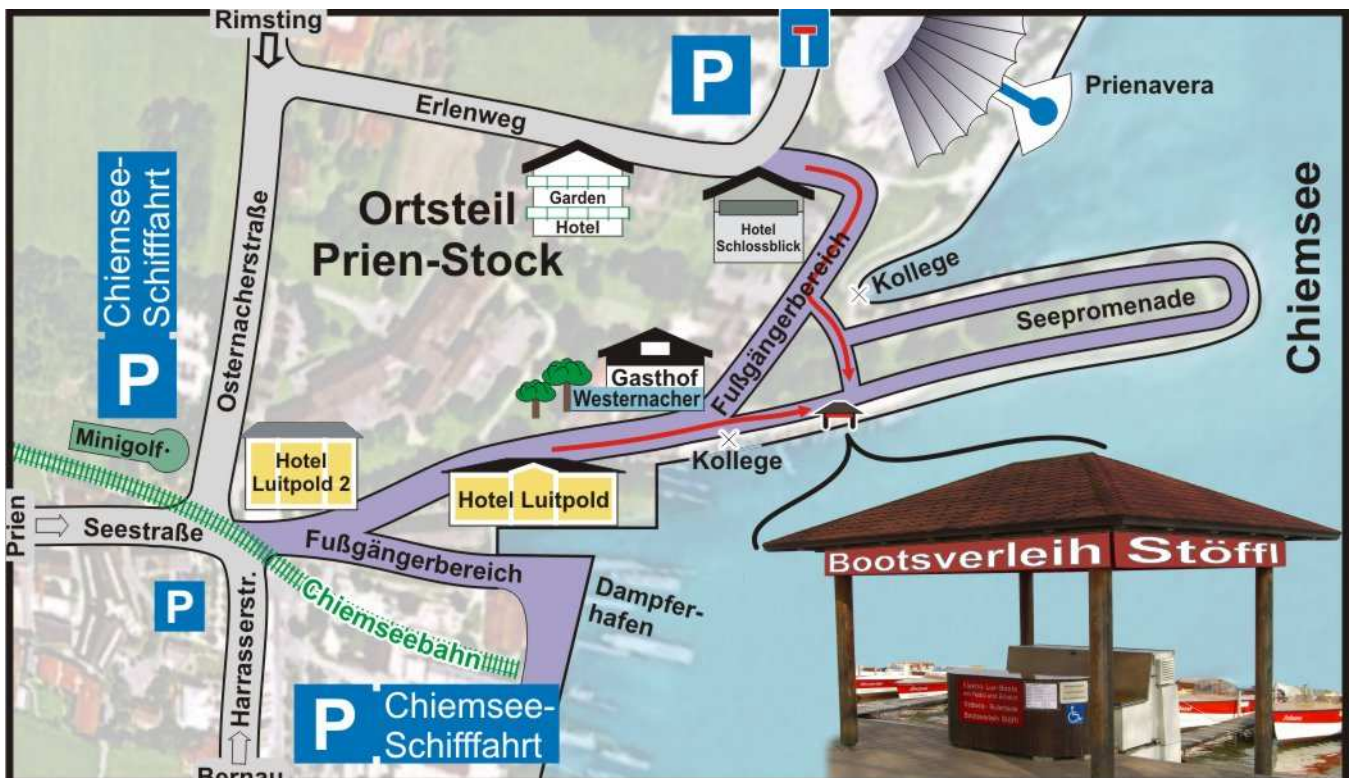 Rimsting
P
Erlenweg
Prienavera
Chiemsee-
Schifffahrt
P
Osternacherstraße
Ortsteil
Prien-Stock
Garden
Hotel
Hotel
Schlossblick
Fußgängerbereich
Kollege
Seepromenade
Chiemsee
Gasthof
Westernacher
Minigolf
Hotel
Luitpold 2
Hotel Luitpold
Kollege
Prien
Seestraße
Fußgängerbereich
Dampfer-
hafen
P
Harrasserstr.
Chiemseebahn
P
Chiemsee-
Schifffahrt
Bernau
Bootsverleih Stöffl
Bootsverleih Stöffl